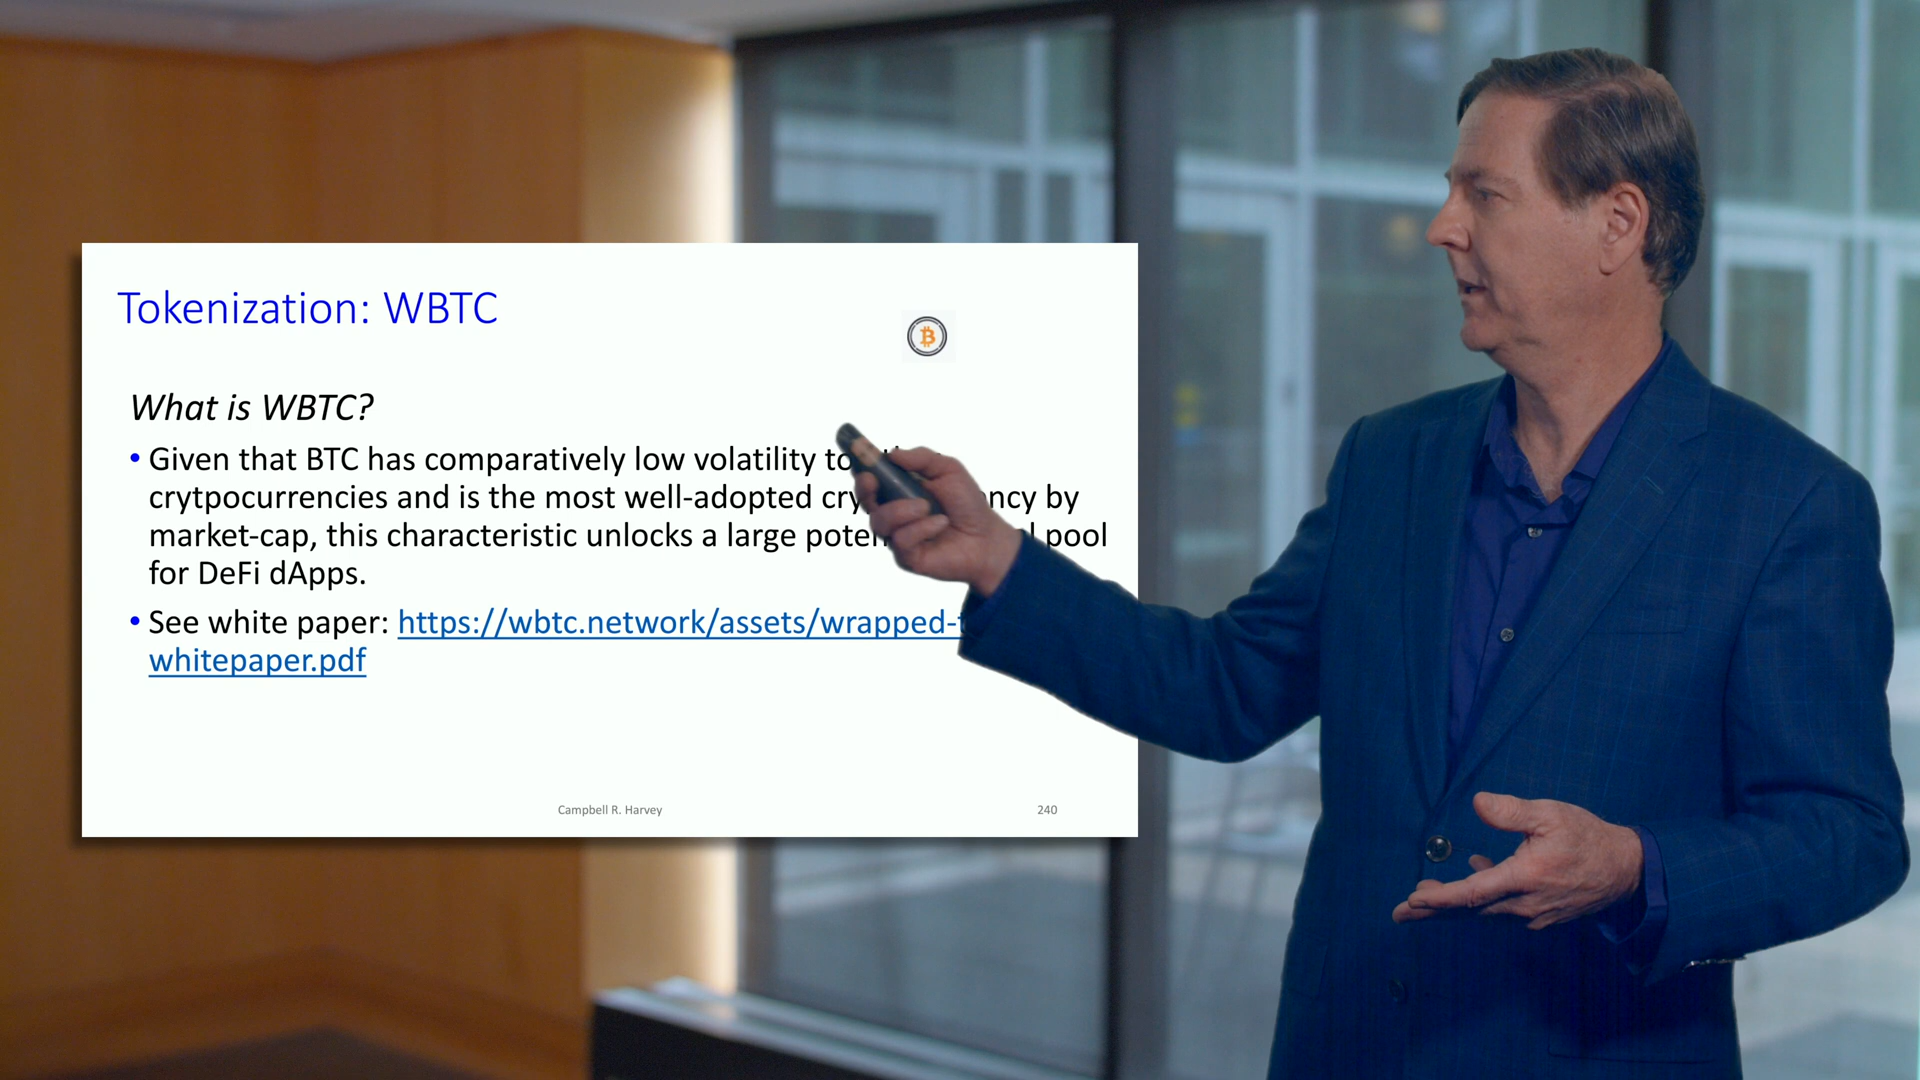 Tokenization: WBTC
What is WBTC?
• Given that BTC has comparatively low volatility to
crytpocurrencies and is the most well-adopted cry ncy by
market-cap, this characteristic unlocks a large poten l pool
for DeFi dApps.
• See white paper: https://wbtc.network/assets/wrapped-
whitepaper.pdf
Campbell R. Harvey
240